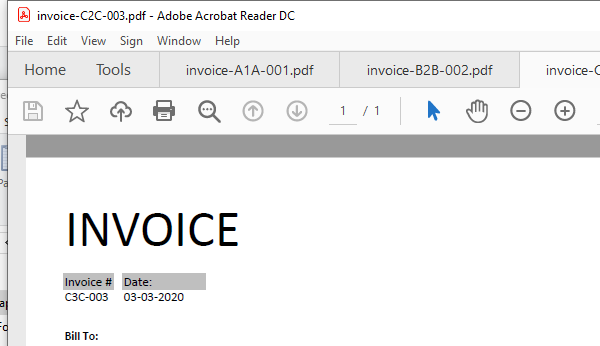 invoice-C2C-003.pdf - Adobe Acrobat Reader DC
File Edit View Sign Window Help
Home Tools invoice-A1A-001.pdf invoice-B2B-002.pdf
1 / 1
INVOICE
Invoice # Date:
C3C-003 03-03-2020
Bill To: